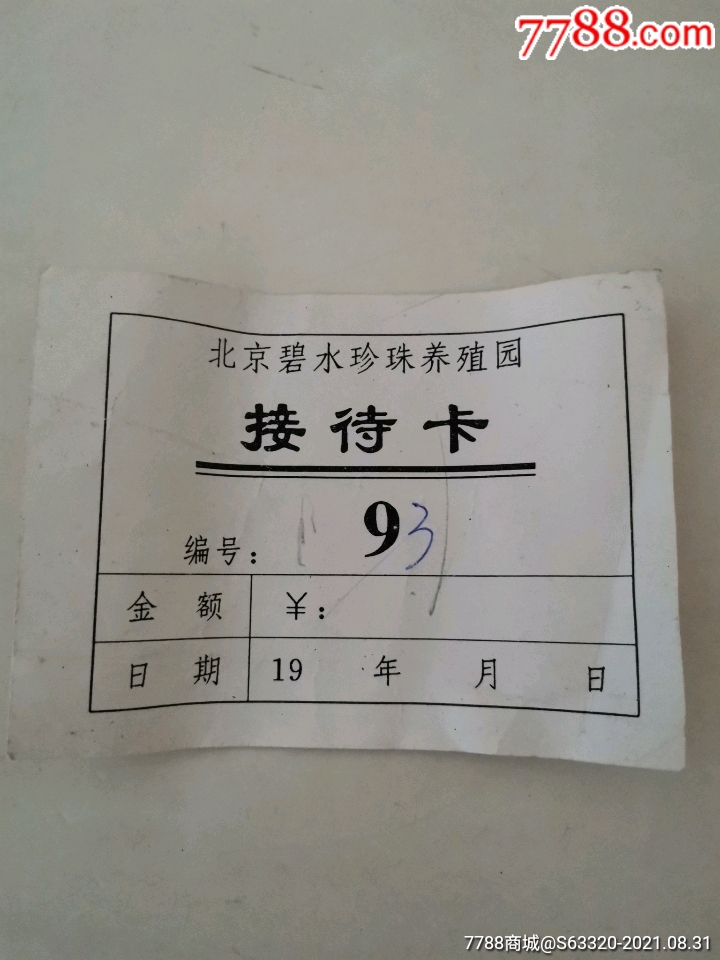 7788.com
北京碧水珍珠养殖园
接待卡
编号： 93
金额 ￥：
日期 19 年 月 日
7788商城@S63320-2021.08.31